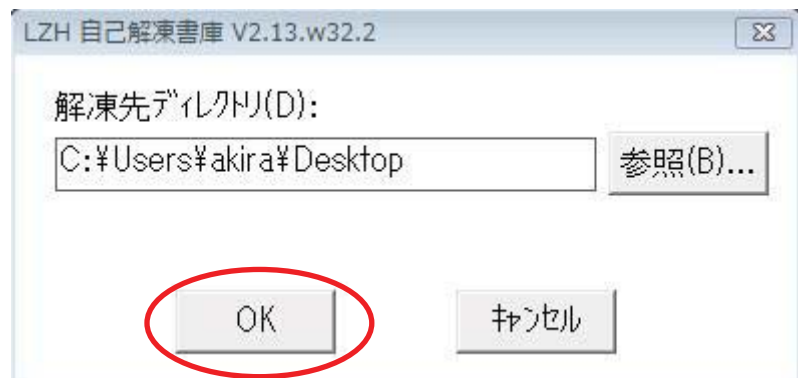 LZH 自己解凍書庫 V2.13.w32.2
解凍先ディレクトリ(D):
C:¥Users¥akira¥Desktop
参照(B)...
OK
キャンセル